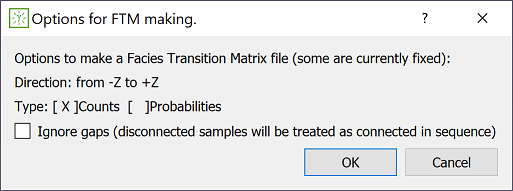 Options for FTM making.
? ×
Options to make a Facies Transition Matrix file (some are currently fixed):
Direction: from -Z to +Z
Type: [ X ]Counts [   ]Probabilities
Ignore gaps (disconnected samples will be treated as connected in sequence)
OK Cancel